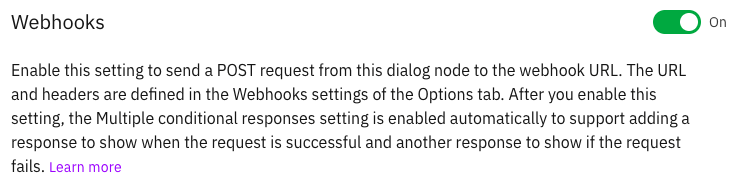 Webhooks
On
Enable this setting to send a POST request from this dialog node to the webhook URL. The URL
and headers are defined in the Webhooks settings of the Options tab. After you enable this
setting, the Multiple conditional responses setting is enabled automatically to support adding a
response to show when the request is successful and another response to show if the request
fails. Learn more